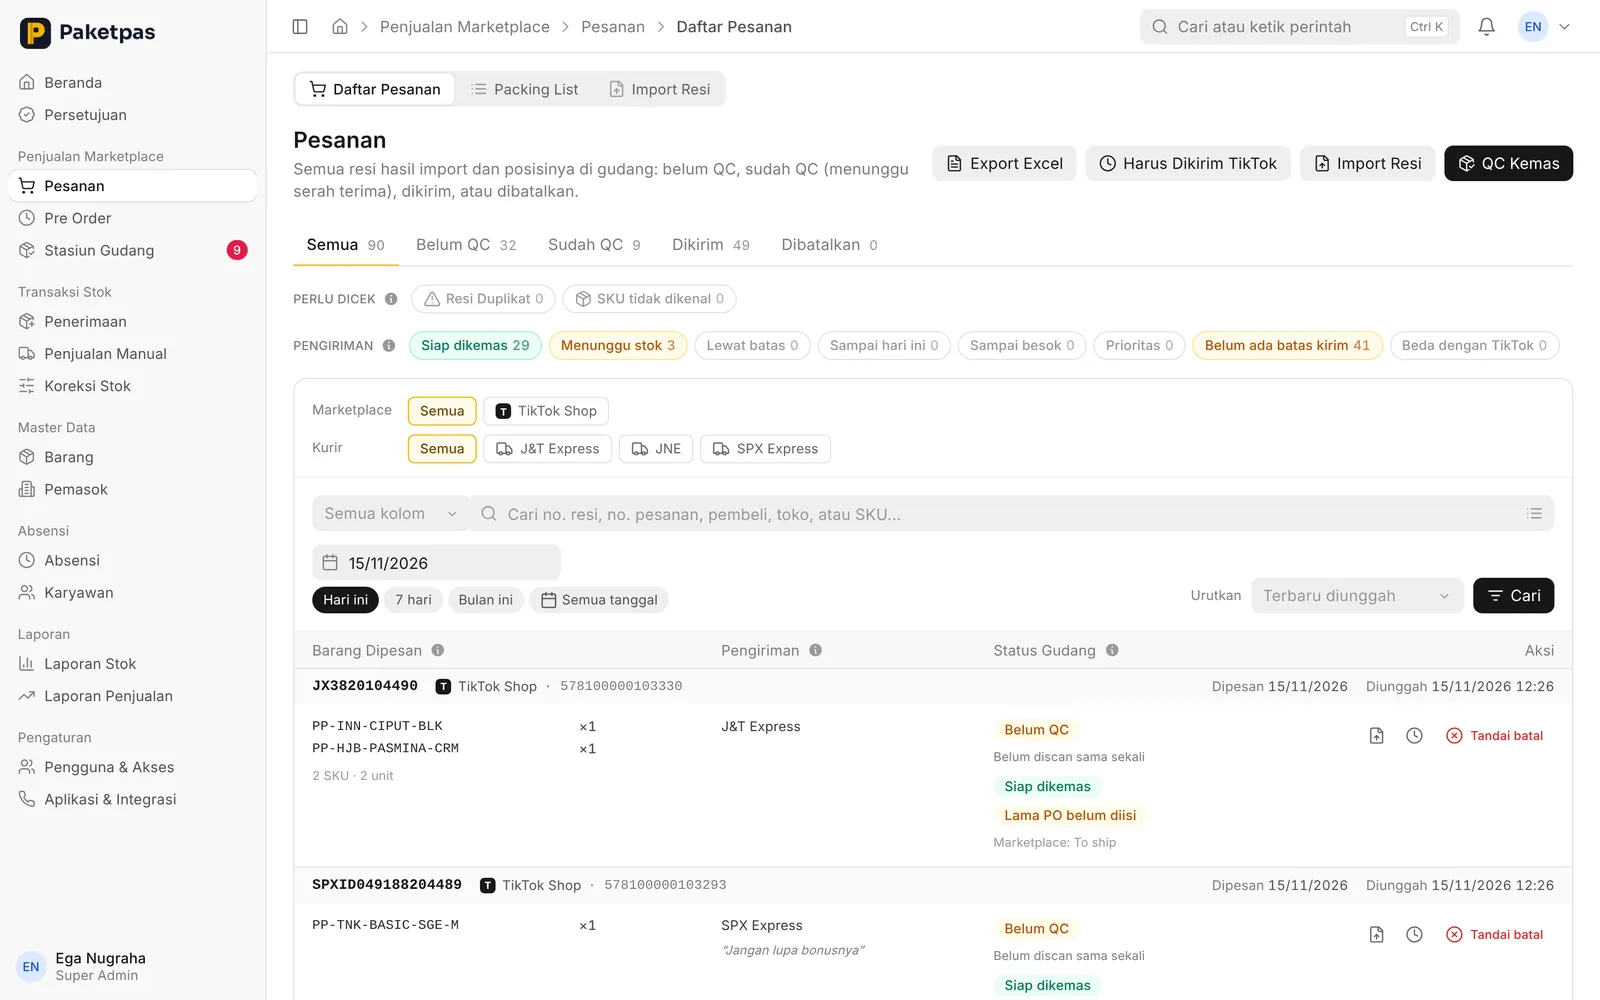 Paketpas
Beranda
Persetujuan
Penjualan Marketplace
Pesanan
Pre Order
Stasiun Gudang 9
Transaksi Stok
Penerimaan
Penjualan Manual
Koreksi Stok
Master Data
Barang
Pemasok
Absensi
Absensi
Karyawan
Laporan
Laporan Stok
Laporan Penjualan
Pengaturan
Pengguna & Akses
Aplikasi & Integrasi
EN Ega Nugraha
Super Admin
Penjualan Marketplace > Pesanan > Daftar Pesanan
Cari atau ketik perintah Ctrl K
EN
Daftar Pesanan Packing List Import Resi
Pesanan
Semua resi hasil import dan posisinya di gudang: belum QC, sudah QC (menunggu
serah terima), dikirim, atau dibatalkan.
Export Excel Harus Dikirim TikTok Import Resi QC Kemas
Semua 90 Belum QC 32 Sudah QC 9 Dikirim 49 Dibatalkan 0
PERLU DICEK Resi Duplikat 0 SKU tidak dikenal 0
PENGIRIMAN Siap dikemas 29 Menunggu stok 3 Lewat batas 0 Sampai hari ini 0 Sampai besok 0 Prioritas 0 Belum ada batas kirim 41 Beda dengan TikTok 0
Marketplace Semua TikTok Shop
Kurir Semua J&T Express JNE SPX Express
Semua kolom Cari no. resi, no. pesanan, pembeli, toko, atau SKU...
15/11/2026
Hari ini 7 hari Bulan ini Semua tanggal
Urutkan Terbaru diunggah Cari
Barang Dipesan Pengiriman Status Gudang Aksi
JX3820104490 TikTok Shop · 578100000103330 Dipesan 15/11/2026 Diunggah 15/11/2026 12:26
PP-INN-CIPUT-BLK ×1 J&T Express Belum QC Tandai batal
PP-HJB-PASMINA-CRM ×1
Belum discan sama sekali
2 SKU · 2 unit
Siap dikemas
Lama PO belum diisi
Marketplace: To ship
SPXID049188204489 TikTok Shop · 578100000103293 Dipesan 15/11/2026 Diunggah 15/11/2026 12:26
PP-TNK-BASIC-SGE-M ×1 SPX Express Belum QC Tandai batal
“Jangan lupa bonusnya”
Belum discan sama sekali
Siap dikemas